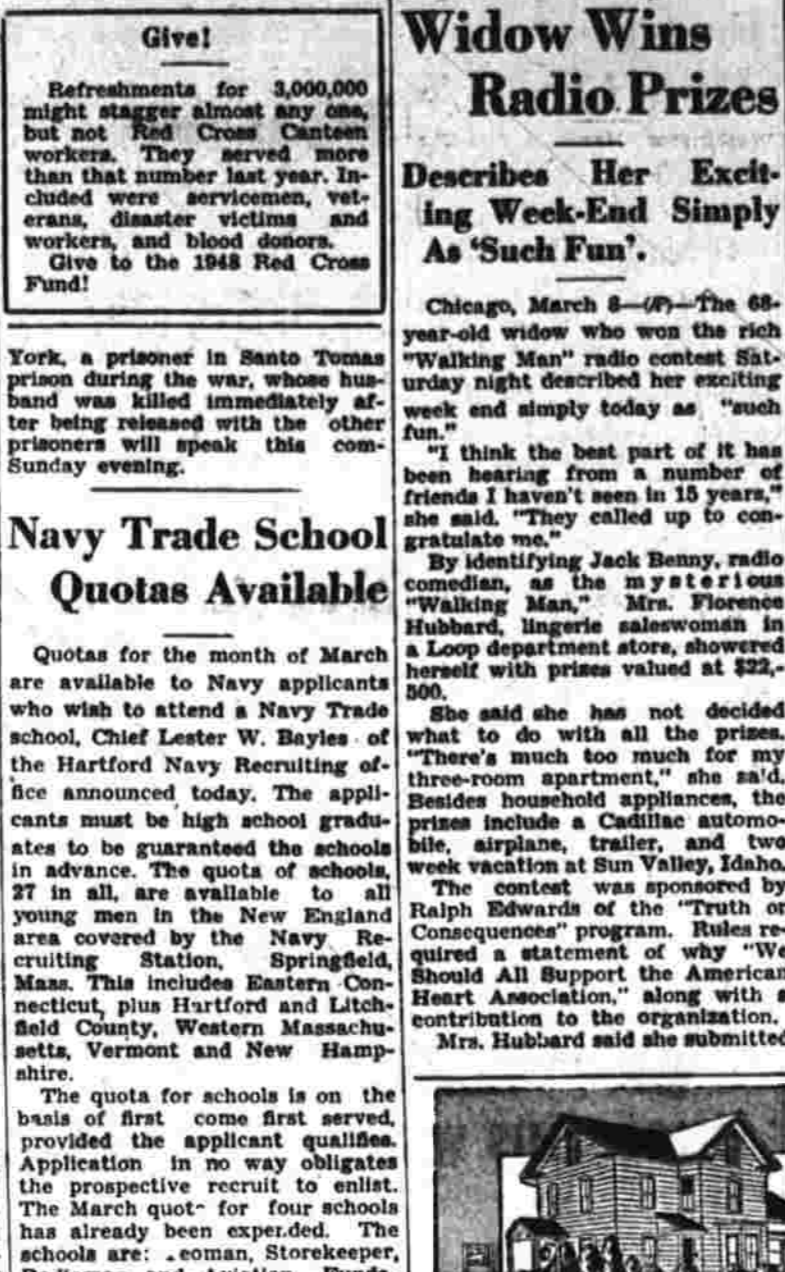 Give!
Refreshments for 3,000,000
might stagger almost any one,
but not Red Cross Canteen
workers. They served more
than that number last year. In-
cluded were servicemen, vet-
erans, disaster victims and
workers, and blood donors.
Give to the 1948 Red Cross
Fund!
York, a prisoner in Santo Tomas
prison during the war, whose hus-
band was killed immediately af-
ter being released with the other
prisoners will speak this com-
Sunday evening.
Navy Trade School
Quotas Available
Quotas for the month of March
are available to Navy applicants
who wish to attend a Navy Trade
school, Chief Lester W. Bayles of
the Hartford Navy Recruiting of-
fice announced today. The appli-
cants must be high school gradu-
ates to be guaranteed the schools
in advance. The quota of schools,
27 in all, are available to all
young men in the New England
area covered by the Navy Re-
cruiting Station, Springfield,
Mass. This includes Eastern Con-
necticut, plus Hartford and Litch-
field County, Western Massachu-
setts, Vermont and New Hamp-
shire.
The quota for schools is on the
basis of first come first served,
provided the applicant qualifies.
Application in no way obligates
the prospective recruit to enlist.
The March quot- for four schools
has already been expended. The
schools are: eoman, Storekeeper,
Widow Wins
Radio Prizes
Describes Her Excit-
ing Week-End Simply
As 'Such Fun'.
Chicago, March 8—(AP)—The 68-
year-old widow who won the rich
"Walking Man" radio contest Sat-
urday night described her exciting
week end simply today as "such
fun."
"I think the best part of it has
been hearing from a number of
friends I haven't seen in 15 years,"
she said. "They called up to con-
gratulate me."
By identifying Jack Benny, radio
comedian, as the mysterious
"Walking Man," Mrs. Florence
Hubbard, lingerie saleswoman in
a Loop department store, showered
herself with prizes valued at $22,-
500.
She said she has not decided
what to do with all the prizes.
"There's much too much for my
three-room apartment," she said.
Besides household appliances, the
prizes include a Cadillac automo-
bile, airplane, trailer, and two
week vacation at Sun Valley, Idaho.
The contest was sponsored by
Ralph Edwards of the "Truth or
Consequences" program. Rules re-
quired a statement of why "We
Should All Support the American
Heart Association," along with a
contribution to the organization.
Mrs. Hubbard said she submitted